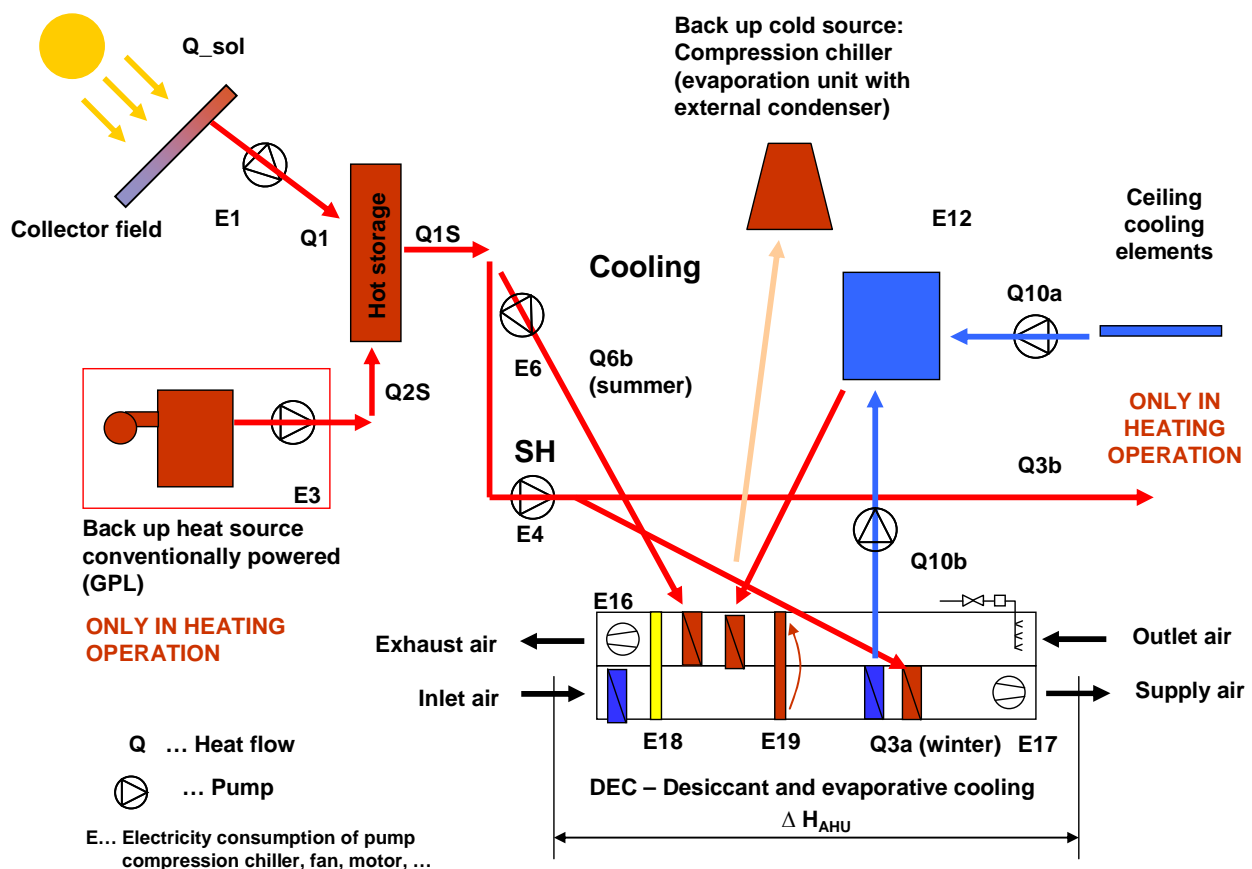 Q_sol
Back up cold source:
Compression chiller
(evaporation unit with
external condenser)
Collector field
E1
Q1
Hot storage
Q1S
Cooling
E12
Ceiling
cooling
elements
Q10a
E6
Q6b
(summer)
Q2S
E3
SH
E4
ONLY IN
HEATING
OPERATION
Q3b
Back up heat source
conventionally powered
(GPL)
Q10b
ONLY IN HEATING
OPERATION
E16
Exhaust air
Outlet air
Inlet air
Supply air
E18
E19
Q3a (winter)
E17
Q ... Heat flow
... Pump
DEC – Desiccant and evaporative cooling
Δ H_AHU
E... Electricity consumption of pump
compression chiller, fan, motor, ...